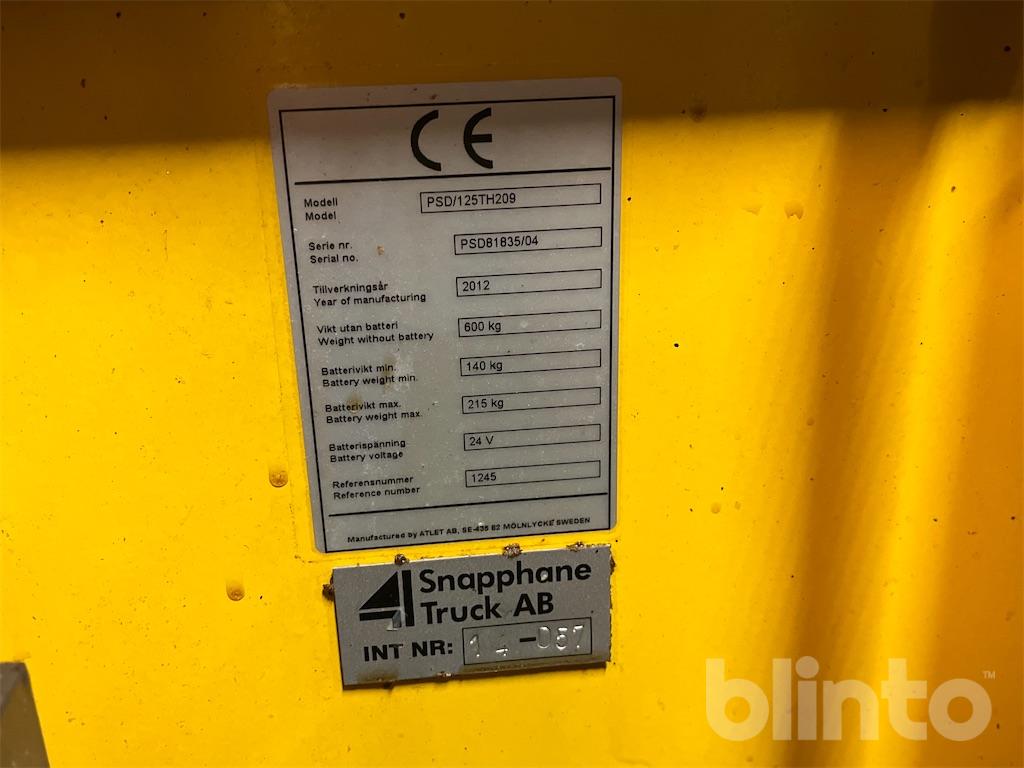 CE
Modell
Model
PSD/125TH209
Serie nr.
Serial no.
PSD81835/04
Tillverkningsår
Year of manufacturing
2012
Vikt utan batteri
Weight without battery
600 kg
Batterivikt min.
Battery weight min.
140 kg
Batterivikt max.
Battery weight max.
215 kg
Batterispänning
Battery voltage
24 V
Referensnummer
Reference number
1245
Manufactured by ATLET AB, SE-435 82 MÖLNLYCKE SWEDEN
Snapphane
Truck AB
INT NR: 14-057
blinto™